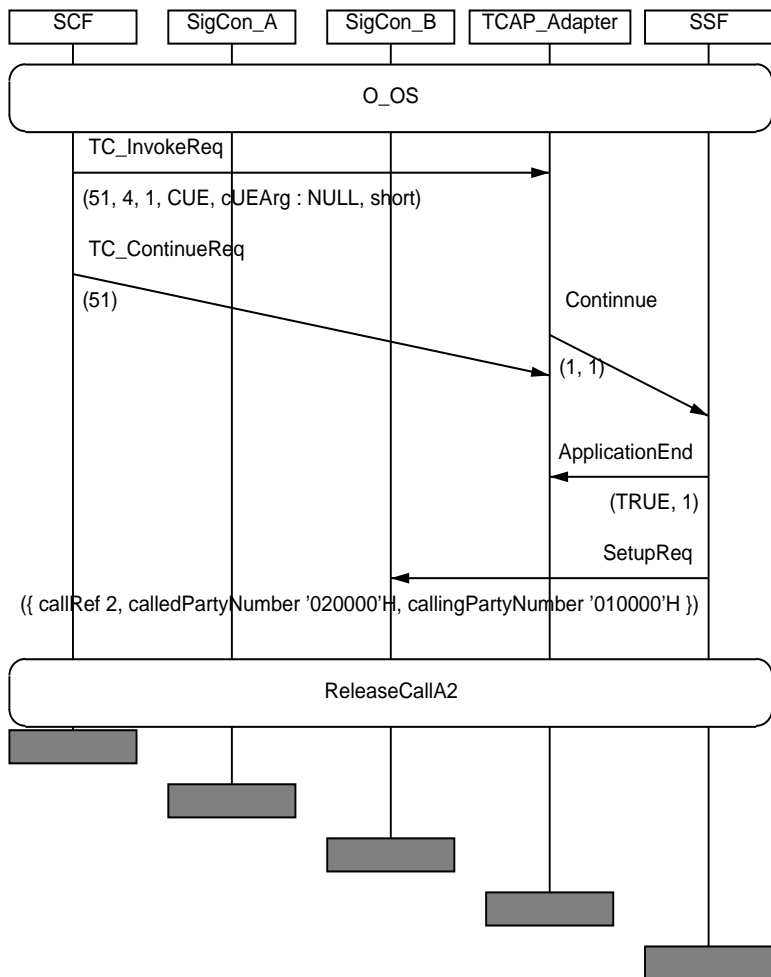 SCF SigCon_A SigCon_B TCAP_Adapter SSF
O_OS
TC_InvokeReq
(51, 4, 1, CUE, cUEArg : NULL, short)
TC_ContinueReq
(51)
Continnue
(1, 1)
ApplicationEnd
(TRUE, 1)
SetupReq
({ callRef 2, calledPartyNumber '020000'H, callingPartyNumber '010000'H })
ReleaseCallA2